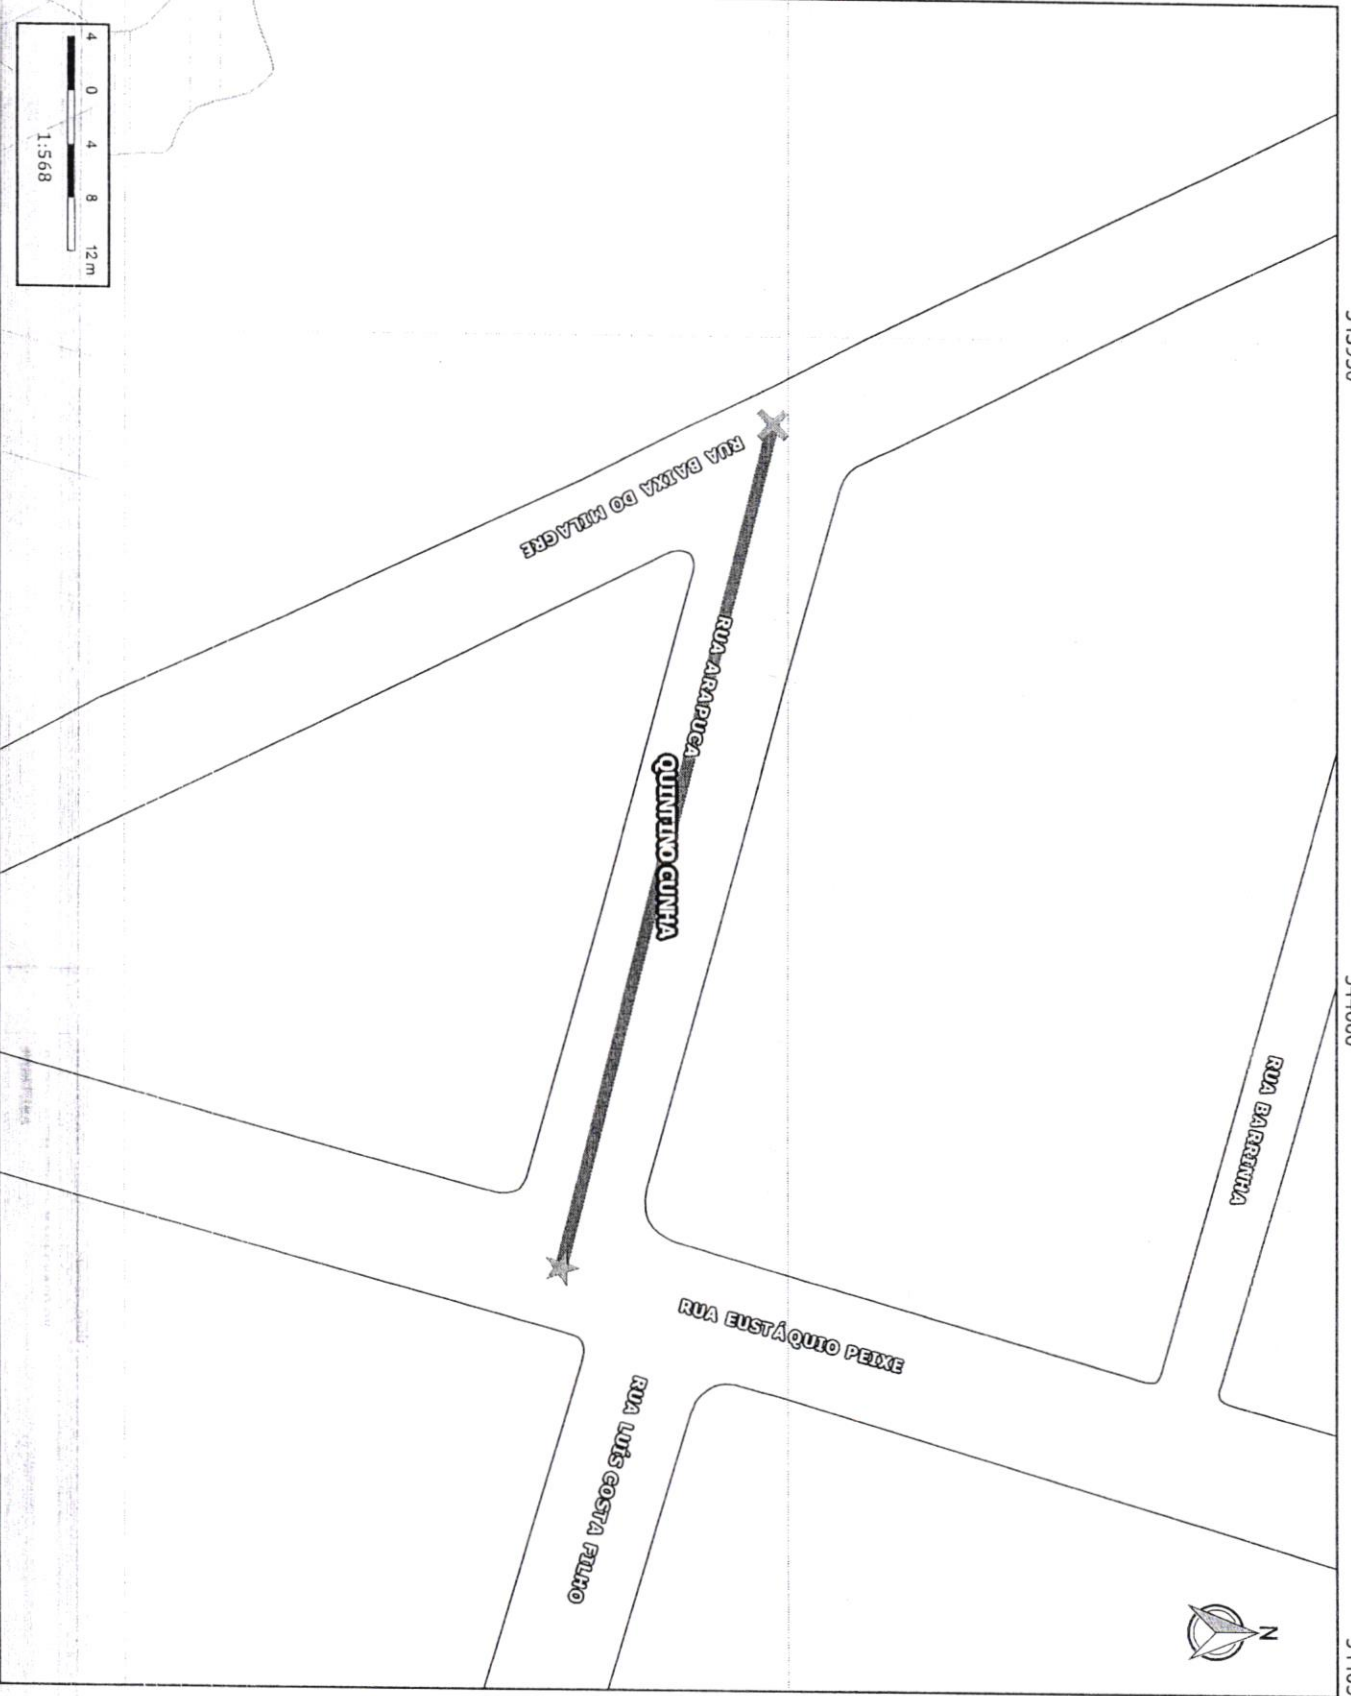 RUA BARRINHA
N
RUA BAIXA DO MILAGRE
RUA ARAPUCA
QUINTINO CUNHA
RUA EUSTÁQUIO PEIXE
RUA LUÍS COSTA FILHO
4 0 4 8 12 m
1:568